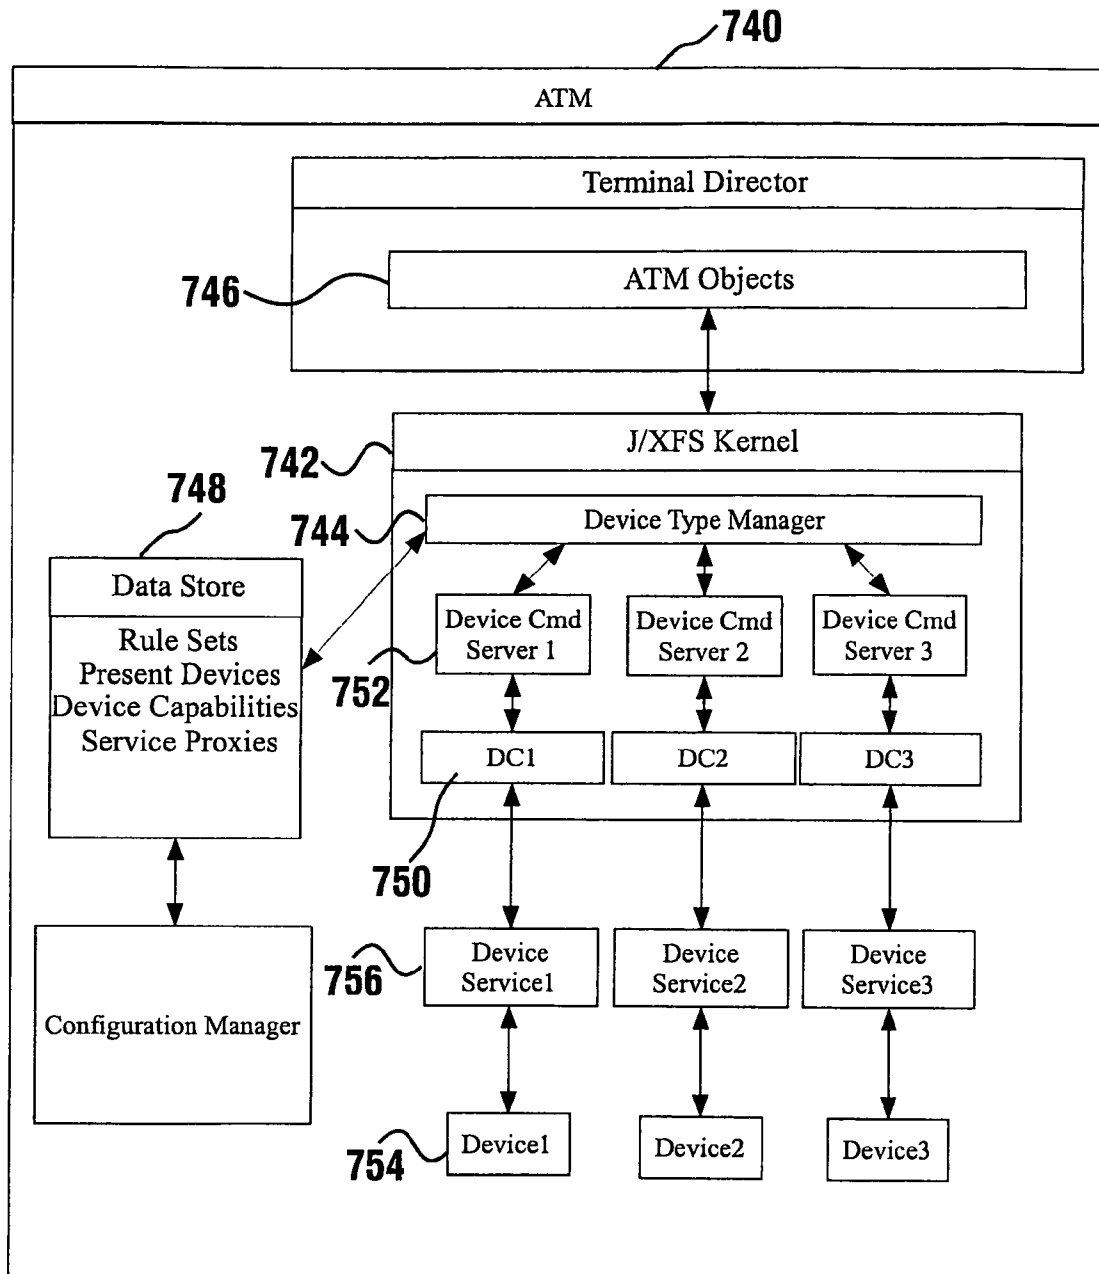 740
ATM
Terminal Director
746
ATM Objects
742
J/XFS Kernel
748
744
Device Type Manager
Data Store
Rule Sets
Present Devices
Device Capabilities
Service Proxies
Device Cmd
Server 1
Device Cmd
Server 2
Device Cmd
Server 3
752
DC1
DC2
DC3
750
756
Device
Service1
Device
Service2
Device
Service3
Configuration Manager
754
Device1
Device2
Device3